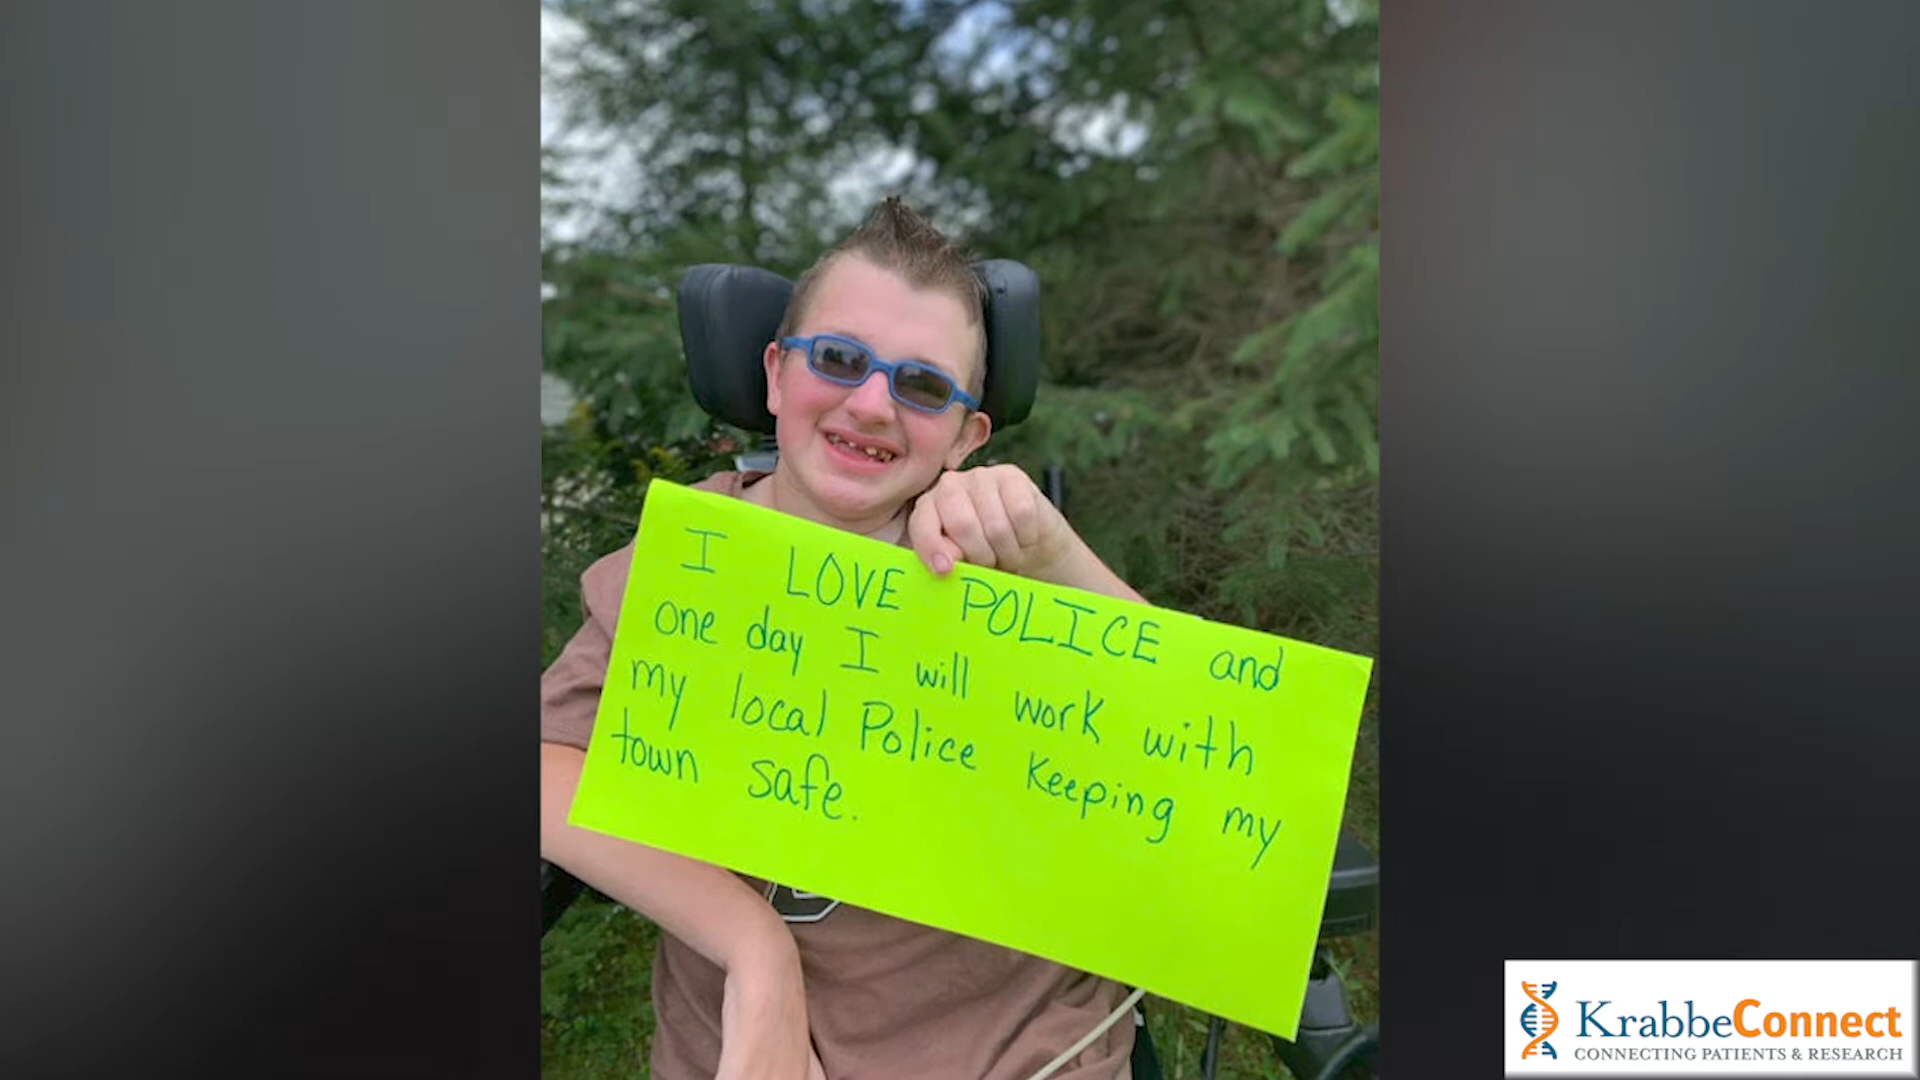 I LOVE POLICE and
one day I will work with
my local Police keeping my
town safe.
KrabbeConnect
CONNECTING PATIENTS & RESEARCH